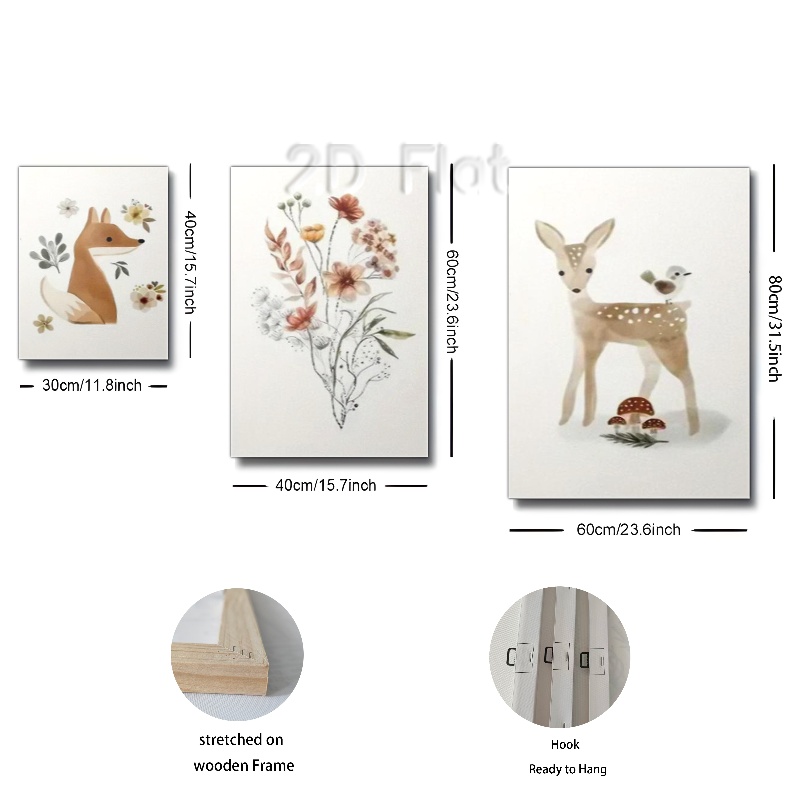 2D Flat
40cm/15.7inch
30cm/11.8inch
60cm/23.6inch
40cm/15.7inch
80cm/31.5inch
60cm/23.6inch
stretched on
wooden Frame
Hook
Ready to Hang